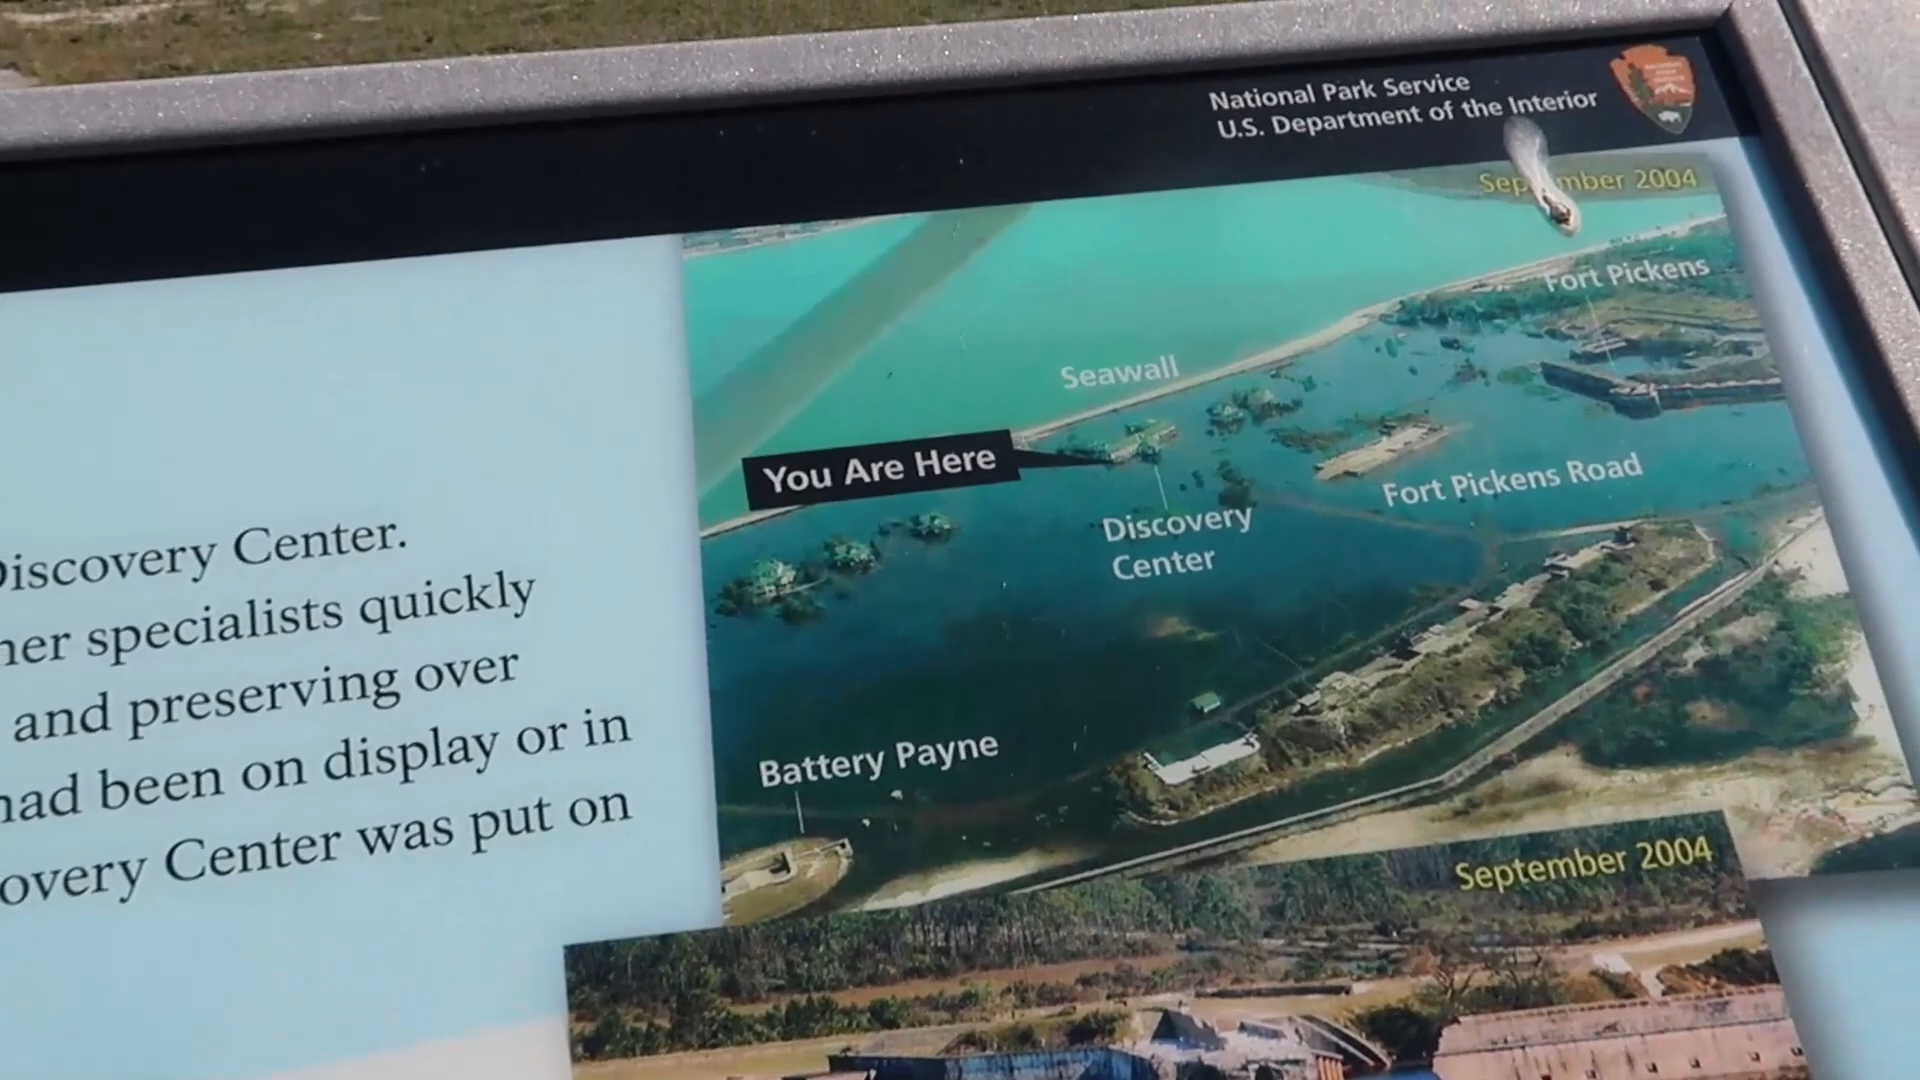 National Park Service
U.S. Department of the Interior
September 2004
Fort Pickens
Seawall
You Are Here
Fort Pickens Road
Discovery
Center
Battery Payne
September 2004
Discovery Center.
her specialists quickly
and preserving over
had been on display or in
overy Center was put on